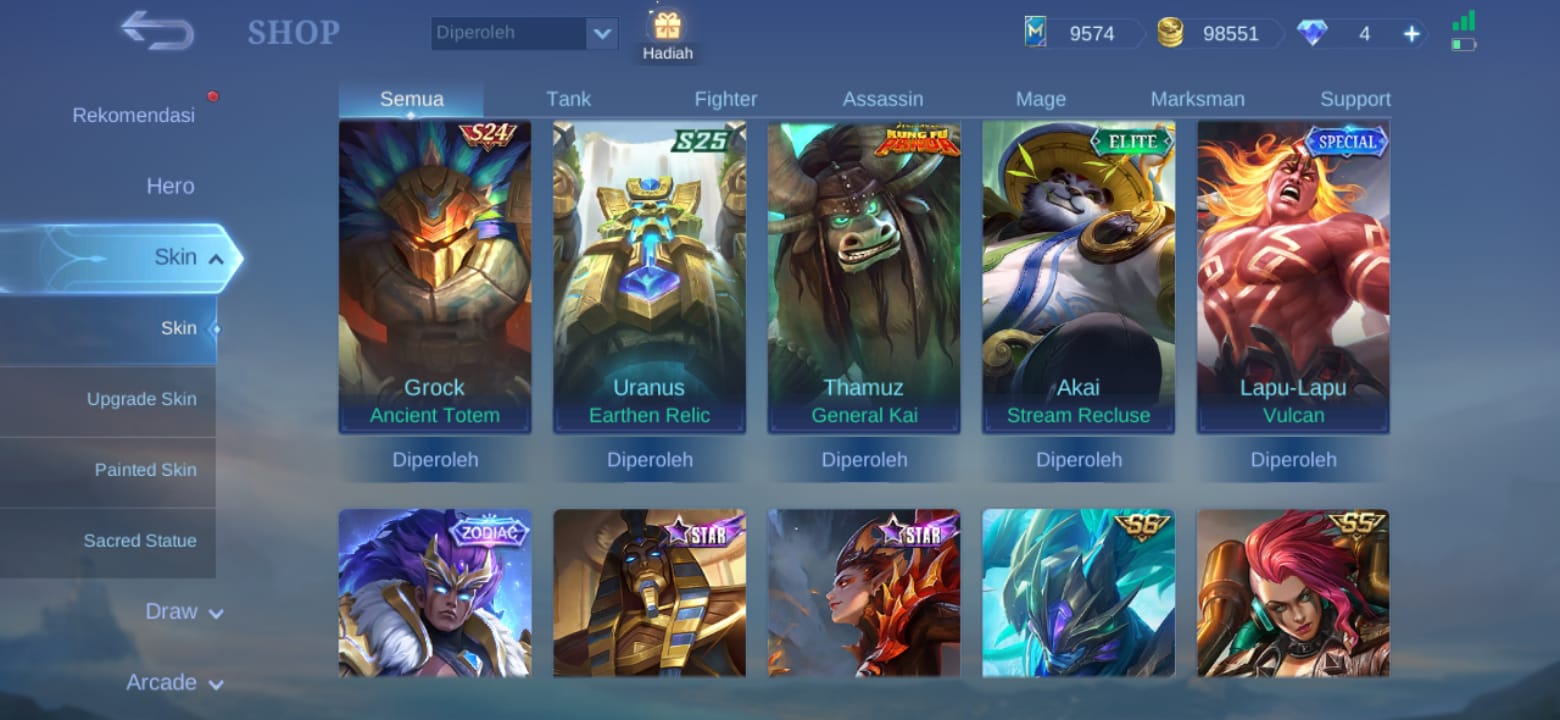 SHOP
Diperoleh
Hadiah
9574
98551
4
Rekomendasi
Hero
Skin
Skin
Upgrade Skin
Painted Skin
Sacred Statue
Draw
Arcade
Semua Tank Fighter Assassin Mage Marksman Support
S24 S25 KUNG FU PANDA ELITE SPECIAL
Grock Uranus Thamuz Akai Lapu-Lapu
Ancient Totem Earthen Relic General Kai Stream Recluse Vulcan
Diperoleh Diperoleh Diperoleh Diperoleh Diperoleh
ZODIAC STAR STAR S6 S5